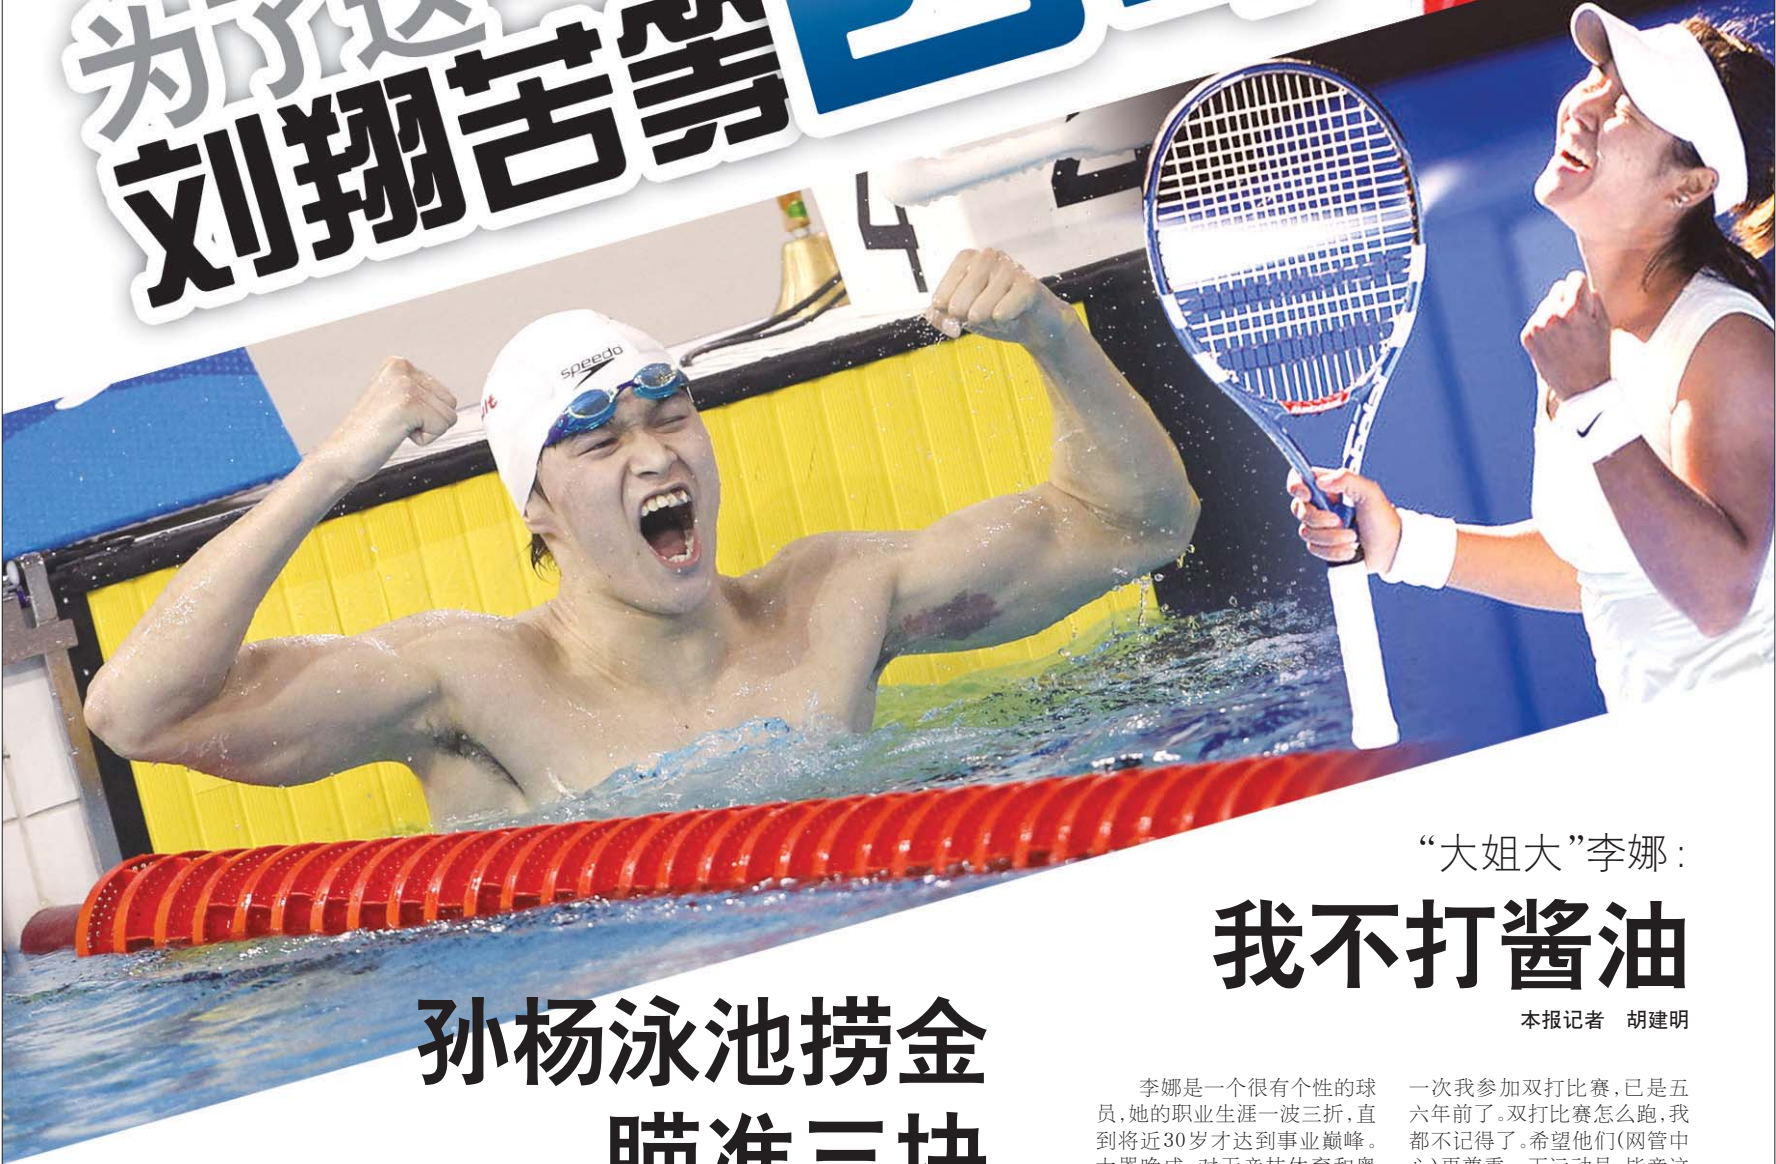 为了这
刘翔苦等
4
speedo
孙杨泳池捞金
瞄准三块
“大姐大”李娜：
我不打酱油
本报记者 胡建明
李娜是一个很有个性的球
员，她的职业生涯一波三折，直
到将近30岁才达到事业巅峰。
一次我参加双打比赛，已是五
六年前了。双打比赛怎么跑，我
都不记得了。希望他们(网管中